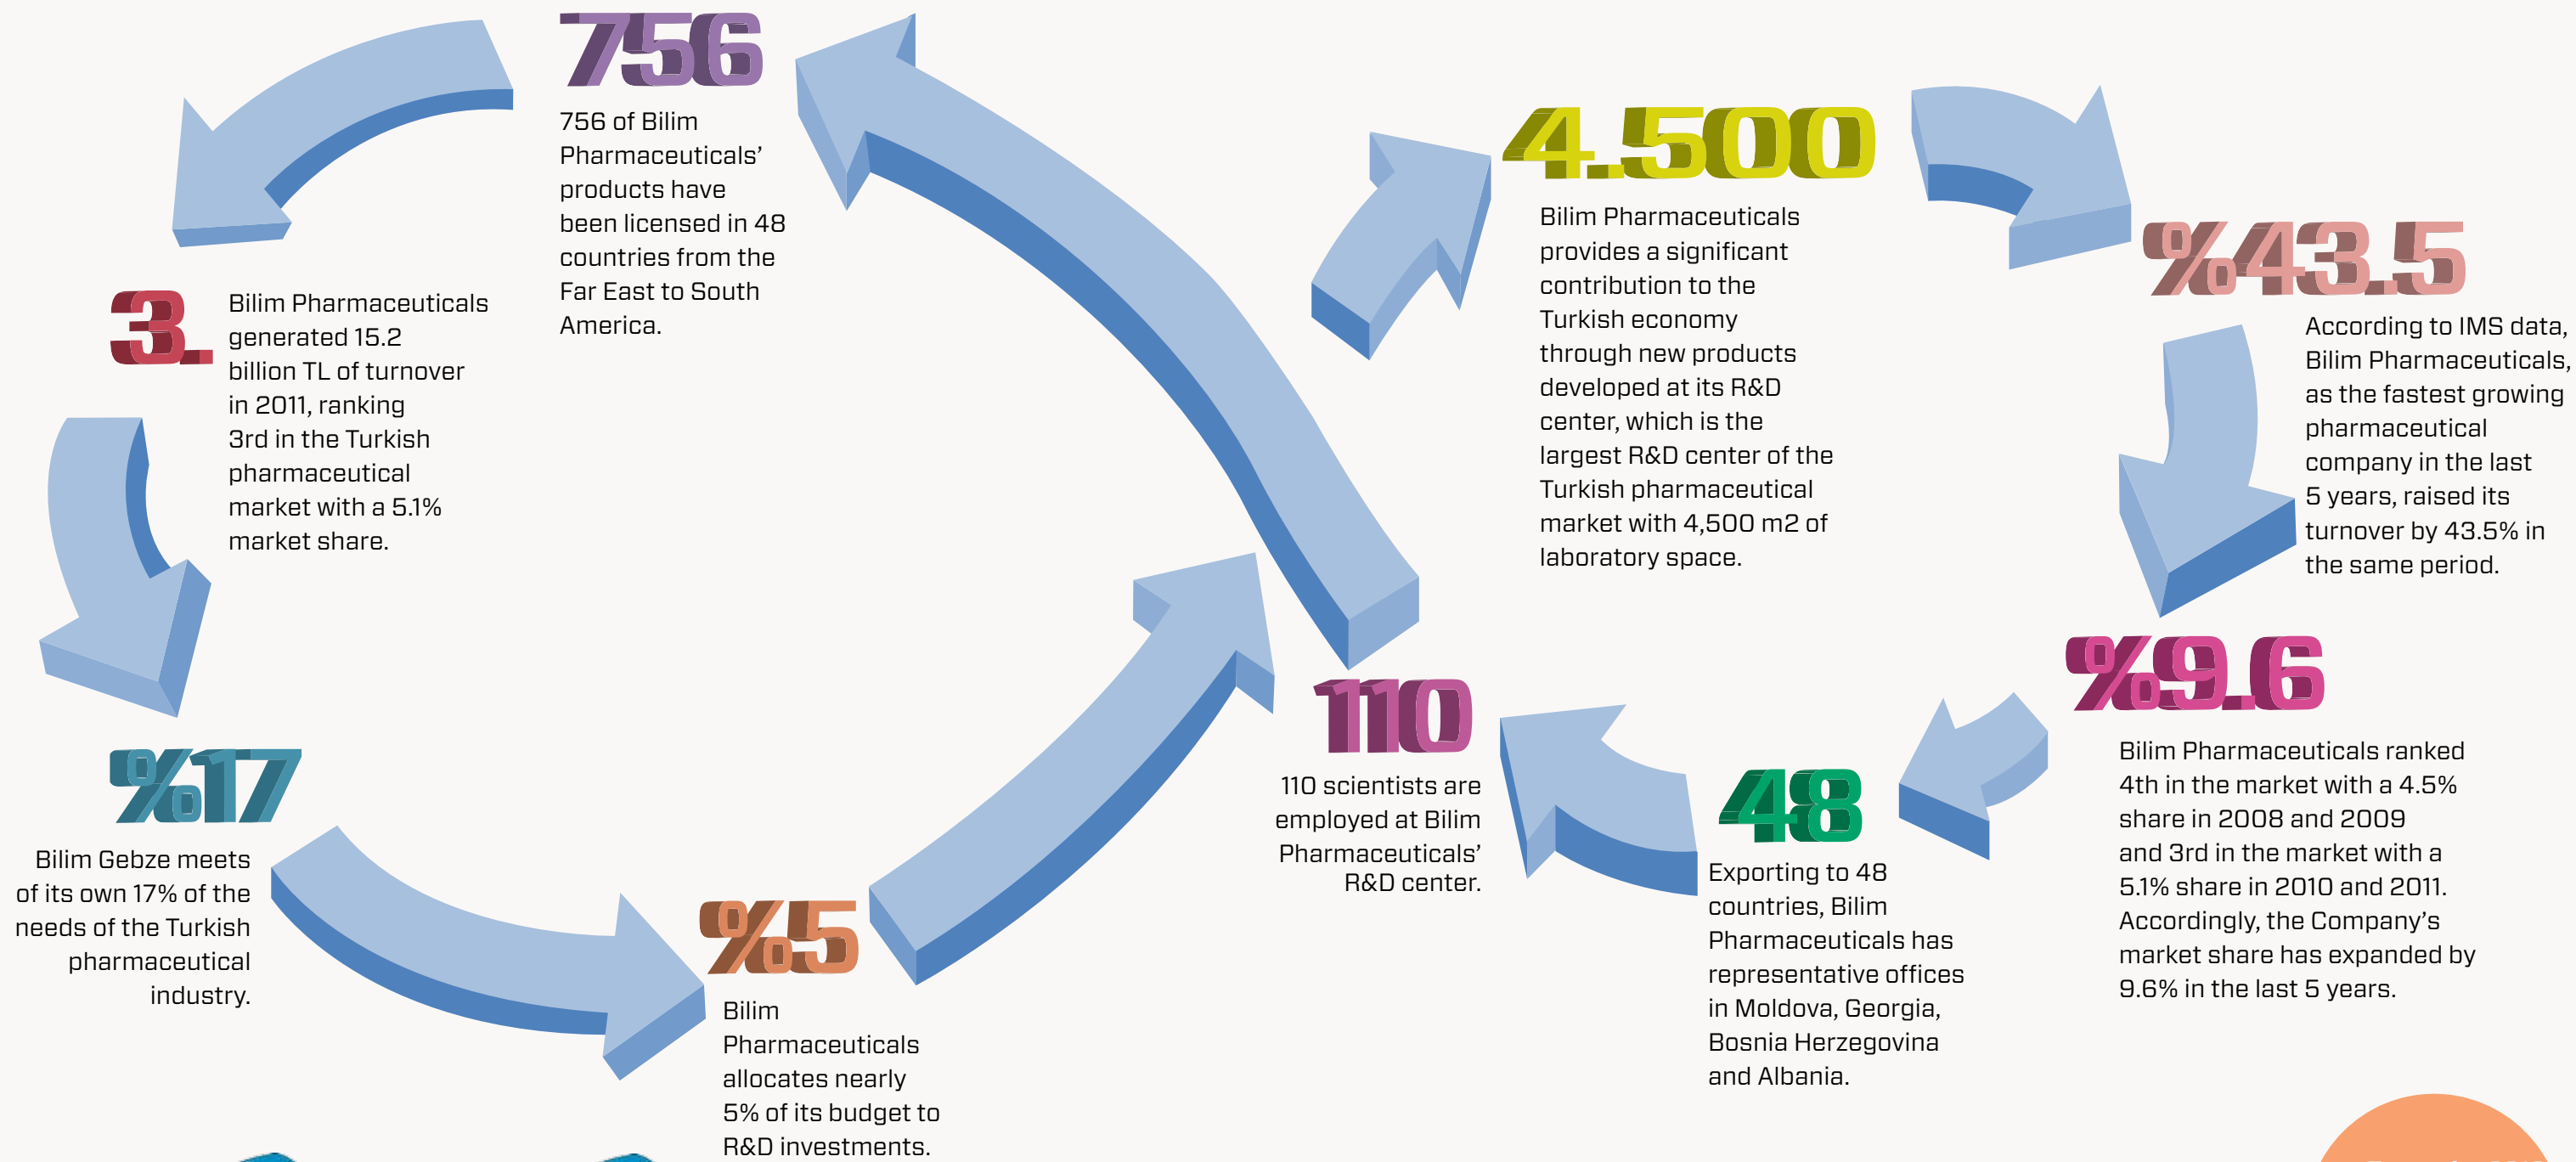 756
756 of Bilim
Pharmaceuticals’
products have
been licensed in 48
countries from the
Far East to South
America.
3.
Bilim Pharmaceuticals
generated 15.2
billion TL of turnover
in 2011, ranking
3rd in the Turkish
pharmaceutical
market with a 5.1%
market share.
%17
Bilim Gebze meets
of its own 17% of the
needs of the Turkish
pharmaceutical
industry.
%5
Bilim
Pharmaceuticals
allocates nearly
5% of its budget to
R&D investments.
110
110 scientists are
employed at Bilim
Pharmaceuticals’
R&D center.
4.500
Bilim Pharmaceuticals
provides a significant
contribution to the
Turkish economy
through new products
developed at its R&D
center, which is the
largest R&D center of the
Turkish pharmaceutical
market with 4,500 m2 of
laboratory space.
%43.5
According to IMS data,
Bilim Pharmaceuticals,
as the fastest growing
pharmaceutical
company in the last
5 years, raised its
turnover by 43.5% in
the same period.
%9.6
Bilim Pharmaceuticals ranked
4th in the market with a 4.5%
share in 2008 and 2009
and 3rd in the market with a
5.1% share in 2010 and 2011.
Accordingly, the Company’s
market share has expanded by
9.6% in the last 5 years.
48
Exporting to 48
countries, Bilim
Pharmaceuticals has
representative offices
in Moldova, Georgia,
Bosnia Herzegovina
and Albania.